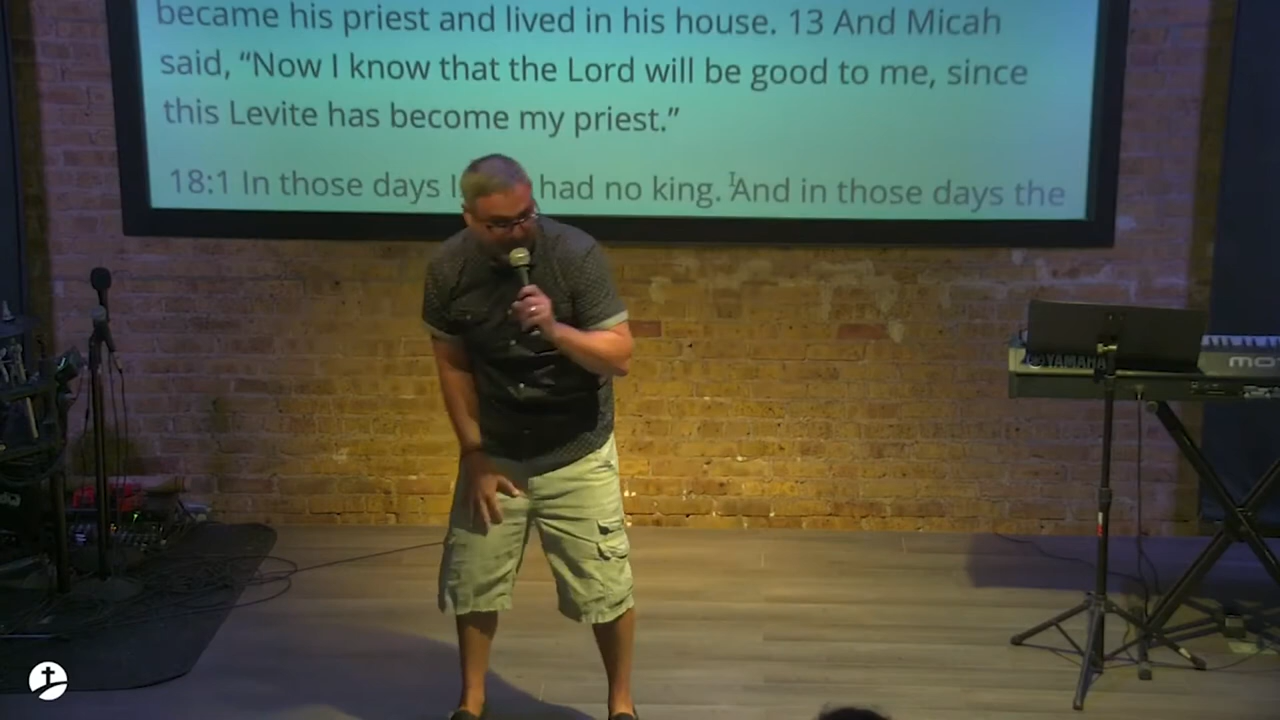 became his priest and lived in his house. 13 And Micah
said, “Now I know that the Lord will be good to me, since
this Levite has become my priest.”
18:1 In those days had no king. And in those days the
YAMAHA
MO